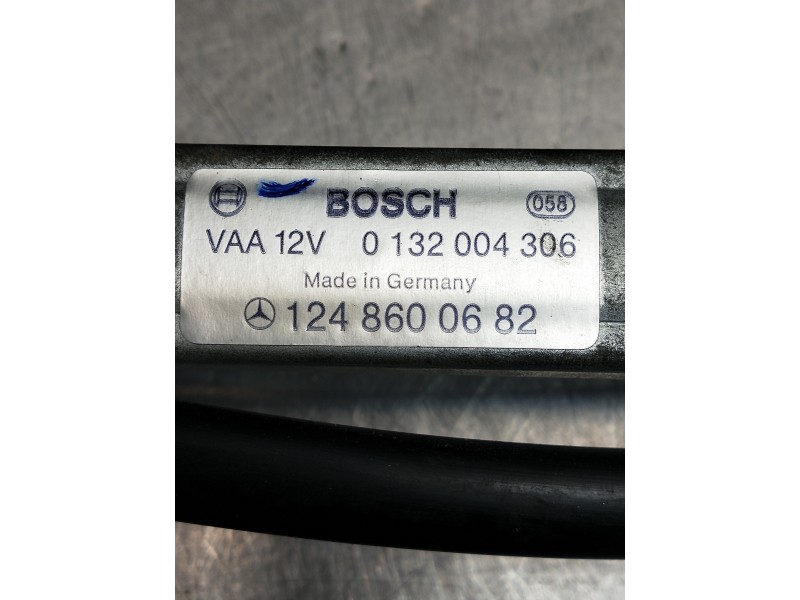 BOSCH 058
VAA 12V 0 132 004 306
Made in Germany
124 860 06 82